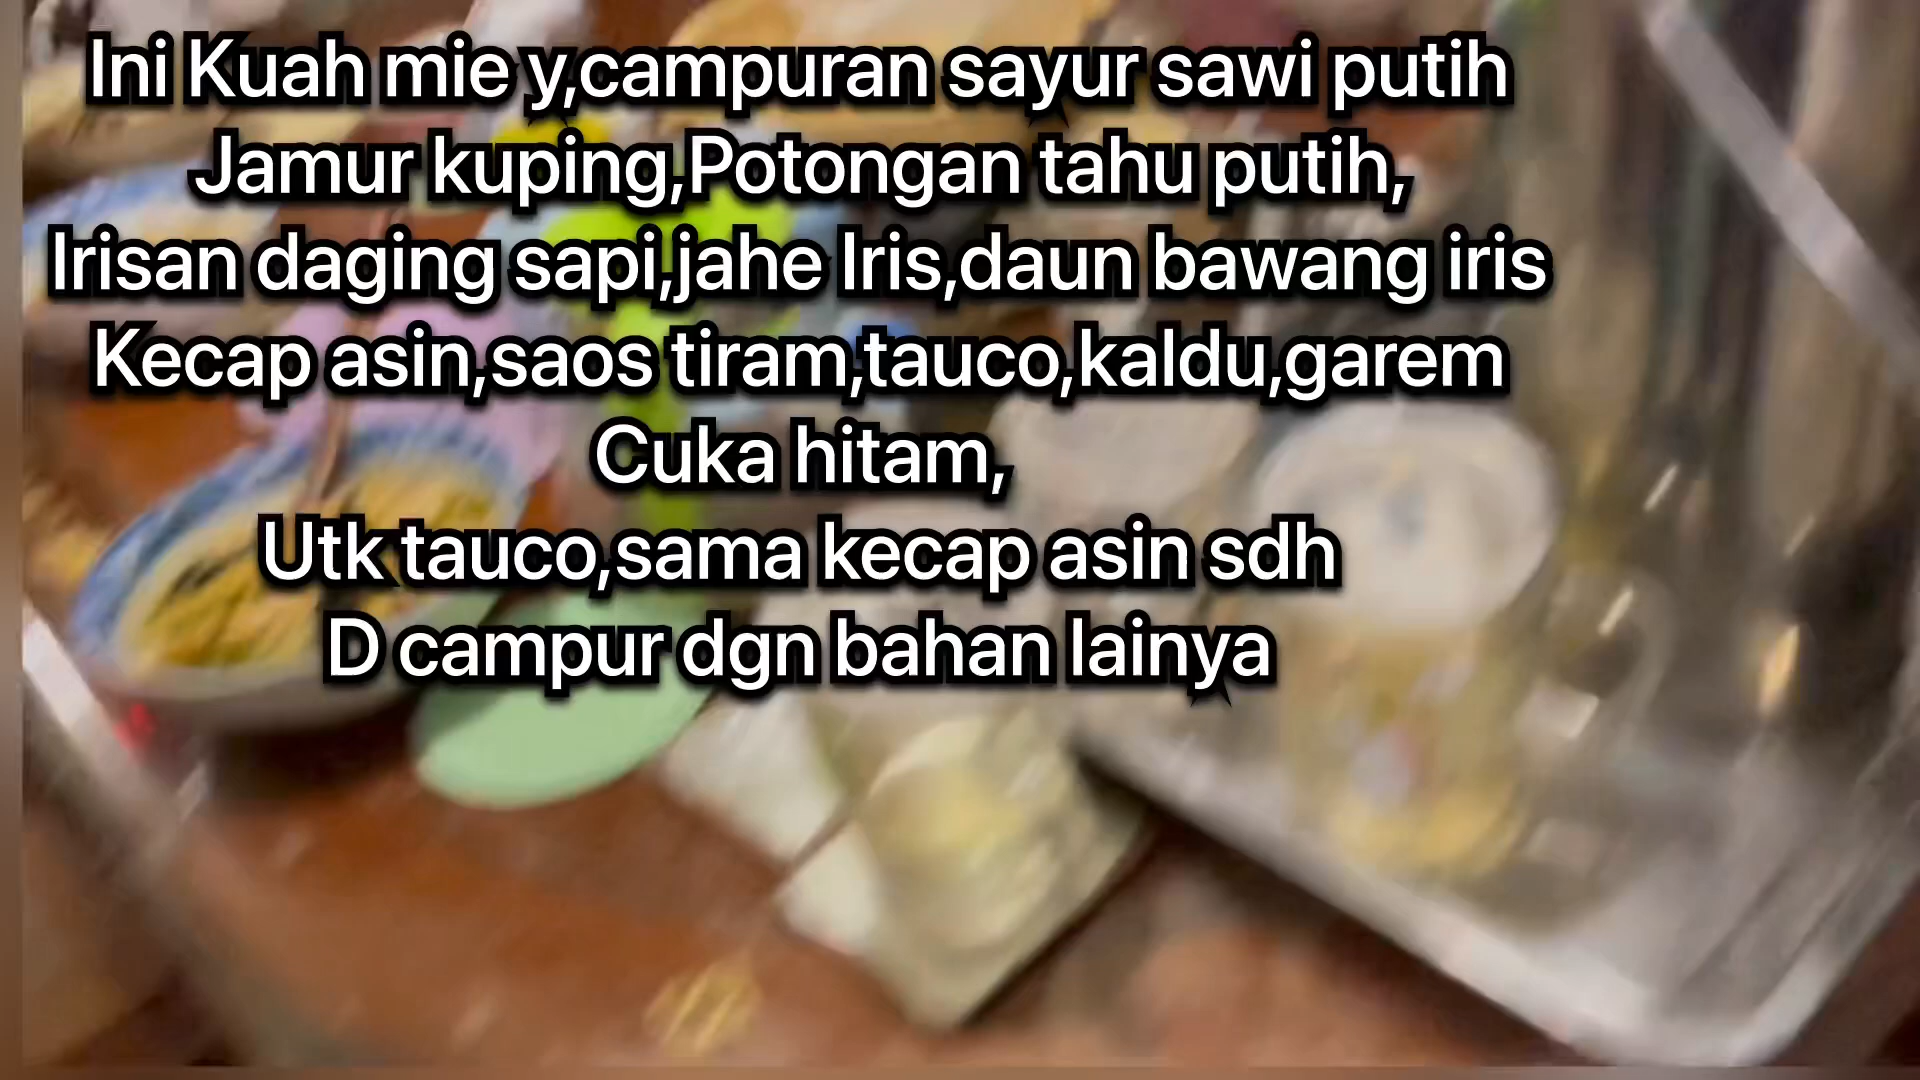 Ini Kuah mie y,campuran sayur sawi putih
Jamur kuping,Potongan tahu putih,
Irisan daging sapi,jahe Iris,daun bawang iris
Kecap asin,saos tiram,tauco,kaldu,garem
Cuka hitam,
Utk tauco,sama kecap asin sdh
D campur dgn bahan lainya